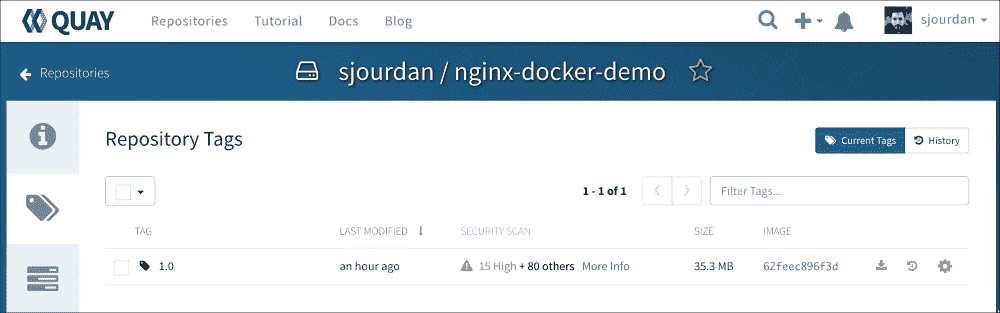 QUAY Repositories Tutorial Docs Blog sjourdan
Repositories sjourdan / nginx-docker-demo
Repository Tags Current Tags History
1 - 1 of 1 Filter Tags...
TAG LAST MODIFIED SECURITY SCAN SIZE IMAGE
1.0 an hour ago 15 High + 80 others More Info 35.3 MB 62feec896f3d